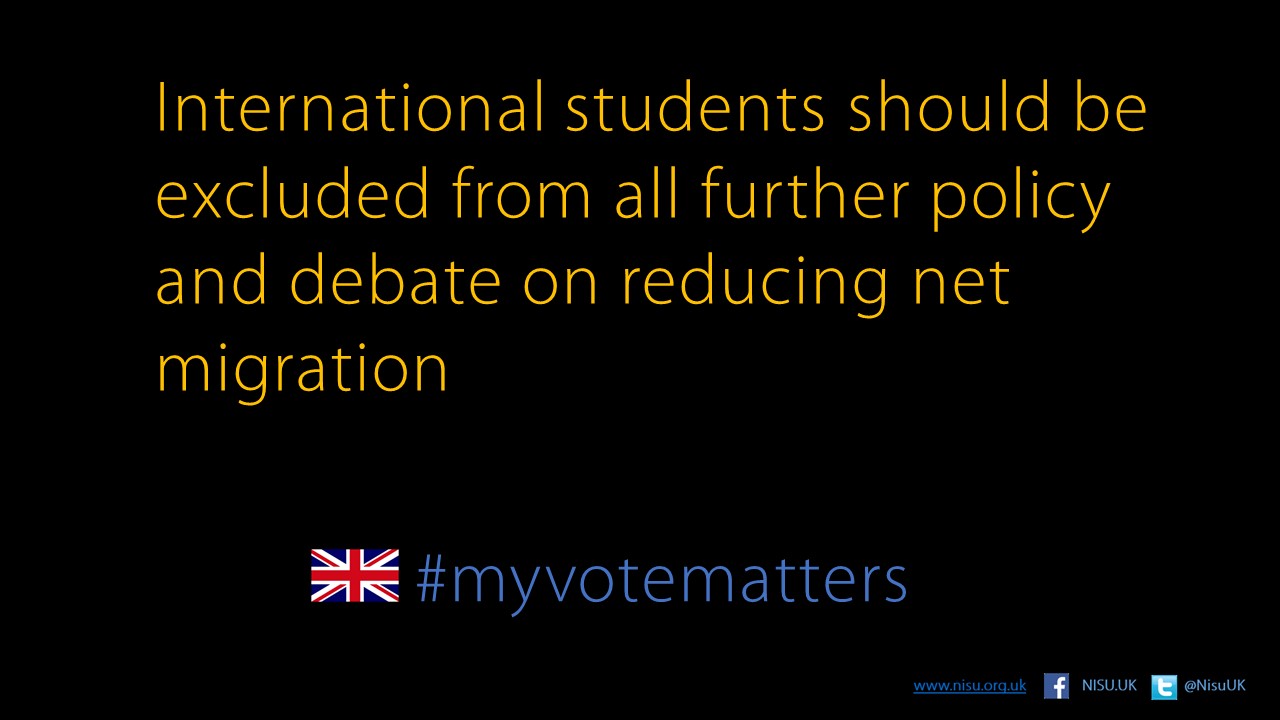 International students should be
excluded from all further policy
and debate on reducing net
migration
#myvotematters
www.nisu.org.uk NISU.UK @NisuUK